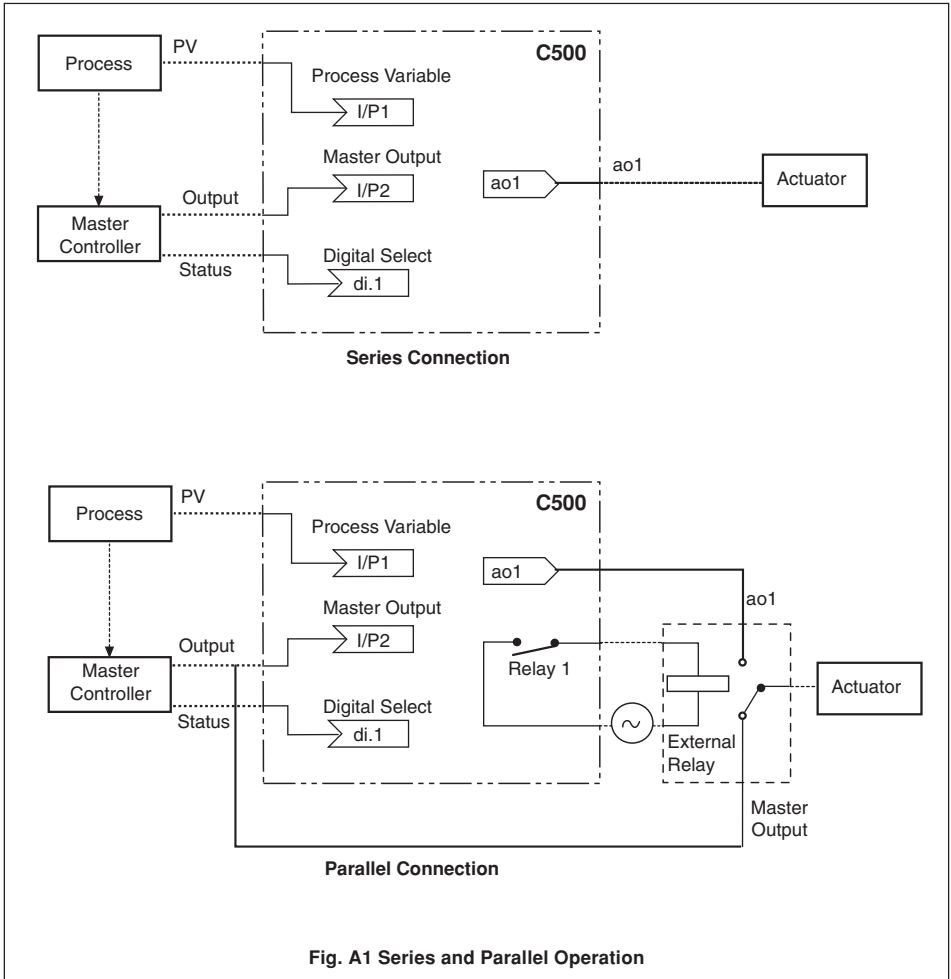 PV
C500
Process
Process Variable
I/P1
Master Output
ao1
ao1
Actuator
Output
I/P2
Master
Controller
Status
Digital Select
di.1
Series Connection
PV
C500
Process
Process Variable
I/P1
ao1
ao1
Master Output
Output
I/P2
Relay 1
Master
Controller
Actuator
Status
Digital Select
di.1
External
Relay
Master
Output
Parallel Connection
Fig. A1 Series and Parallel Operation